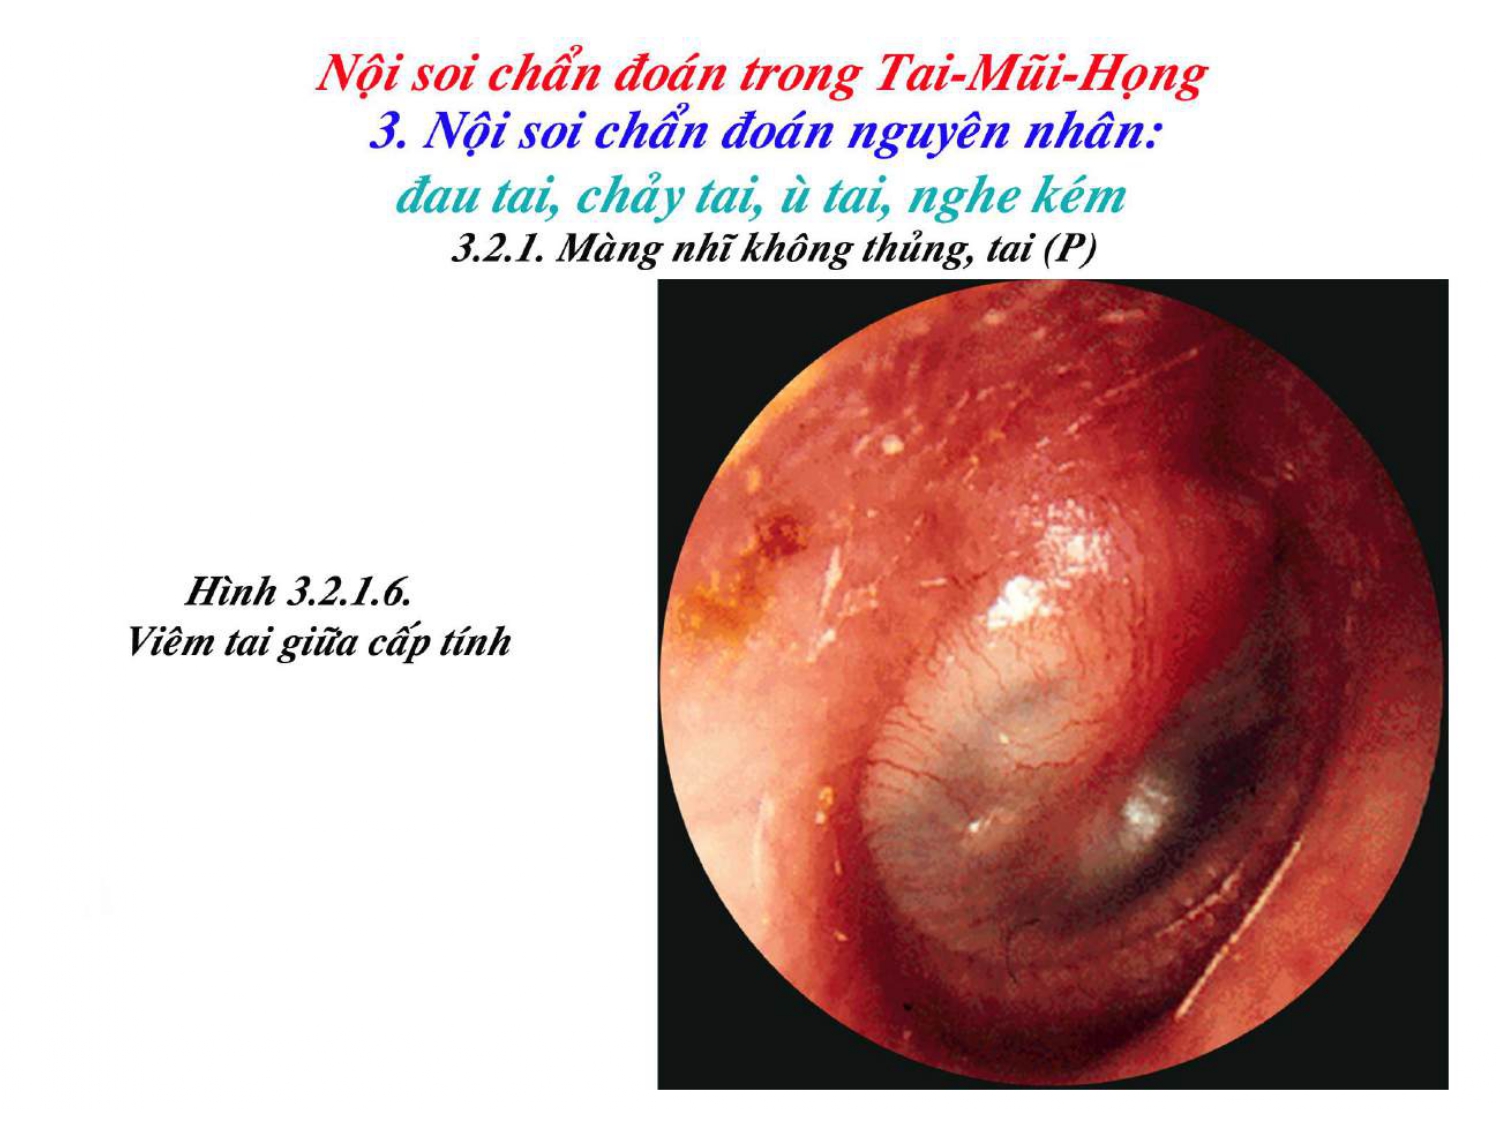 Nội soi chẩn đoán trong Tai-Mũi-Họng
3. Nội soi chẩn đoán nguyên nhân:
đau tai, chảy tai, ù tai, nghe kém
3.2.1. Màng nhĩ không thủng, tai (P)
Hình 3.2.1.6.
Viêm tai giữa cấp tính